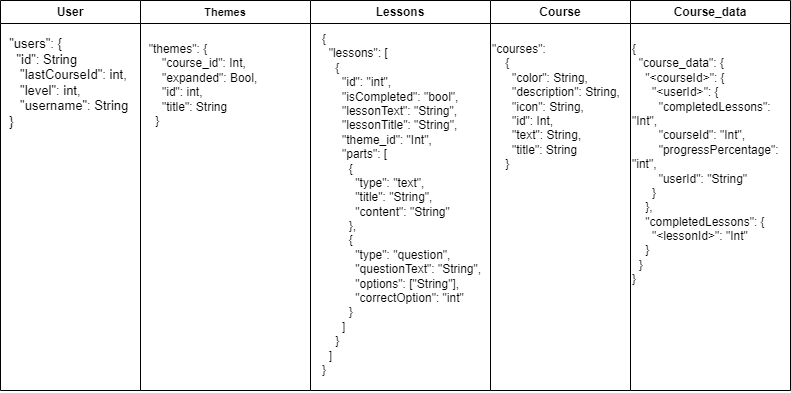 User
"users": {
"id": String
"lastCourseId": int,
"level": int,
"username": String
}
Themes
"themes": {
"course_id": Int,
"expanded": Bool,
"id": int,
"title": String
}
Lessons
{
"lessons": [
{
"id": "int",
"isCompleted": "bool",
"lessonText": "String",
"lessonTitle": "String",
"theme_id": "Int",
"parts": [
{
"type": "text",
"title": "String",
"content": "String"
},
{
"type": "question",
"questionText": "String",
"options": ["String"],
"correctOption": "int"
}
]
}
]
}
Course
"courses":
{
"color": String,
"description": String,
"icon": String,
"id": Int,
"text": String,
"title": String
}
Course_data
{
"course_data": {
"<courseId>": {
"<userId>": {
"completedLessons":
"Int",
"courseId": "Int",
"progressPercentage":
"int",
"userId": "String"
}
},
"completedLessons": {
"<lessonId>": "Int"
}
}
}